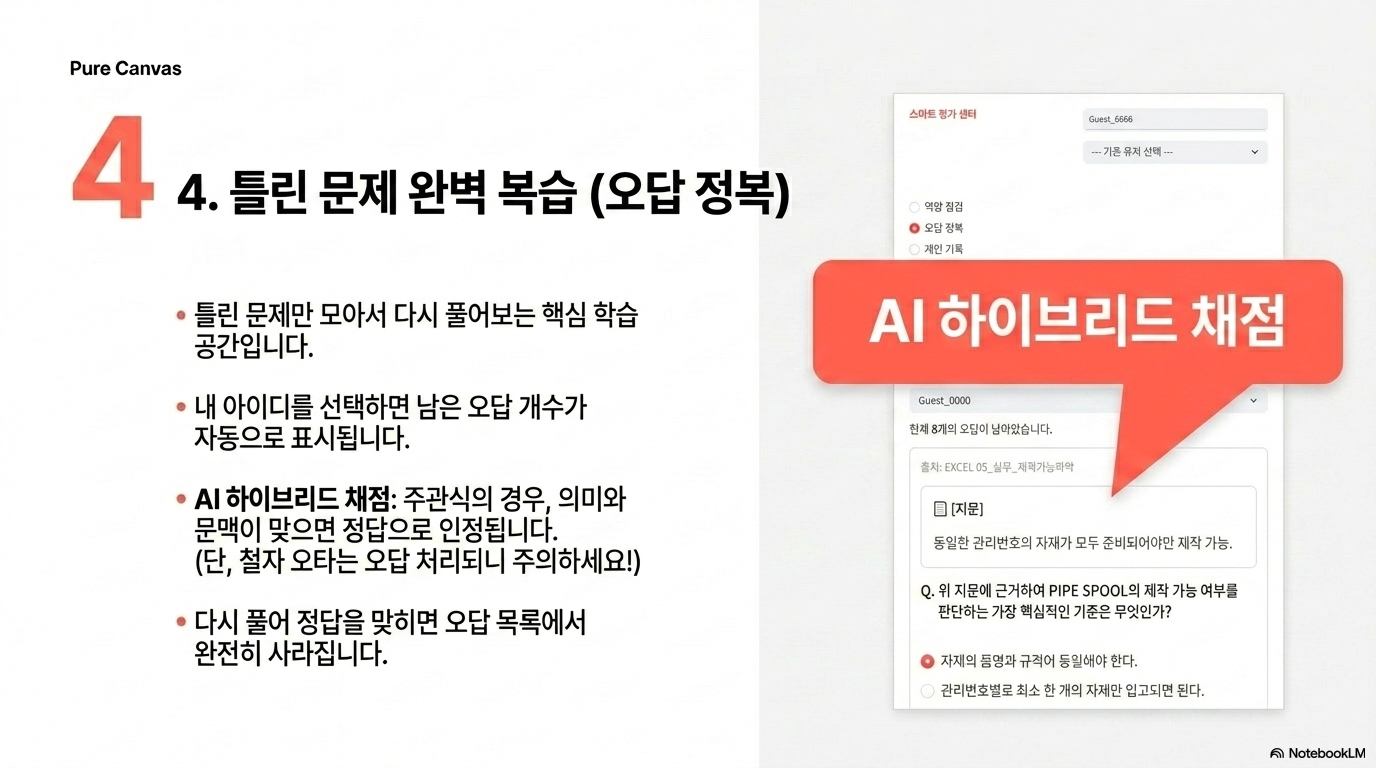 Pure Canvas
4
4. 틀린 문제 완벽 복습 (오답 정복)
• 틀린 문제만 모아서 다시 풀어보는 핵심 학습
공간입니다.
• 내 아이디를 선택하면 남은 오답 개수가
자동으로 표시됩니다.
• AI 하이브리드 채점: 주관식의 경우, 의미와
문맥이 맞으면 정답으로 인정됩니다.
(단, 철자 오타는 오답 처리되니 주의하세요!)
• 다시 풀어 정답을 맞히면 오답 목록에서
완전히 사라집니다.
스마트 평가 센터
Guest_6666
--- 기존 유저 선택 ---
역량 점검
오답 정복
개인 기록
AI 하이브리드 채점
Guest_0000
현재 8개의 오답이 남아있습니다.
출처: EXCEL 05_실무_제작가능파악
[지문]
동일한 관리번호의 자재가 모두 준비되어야만 제작 가능.
Q. 위 지문에 근거하여 PIPE SPOOL의 제작 가능 여부를
판단하는 가장 핵심적인 기준은 무엇인가?
자재의 품명과 규격이 동일해야 한다.
관리번호별로 최소 한 개의 자재만 입고되면 된다.
NotebookLM